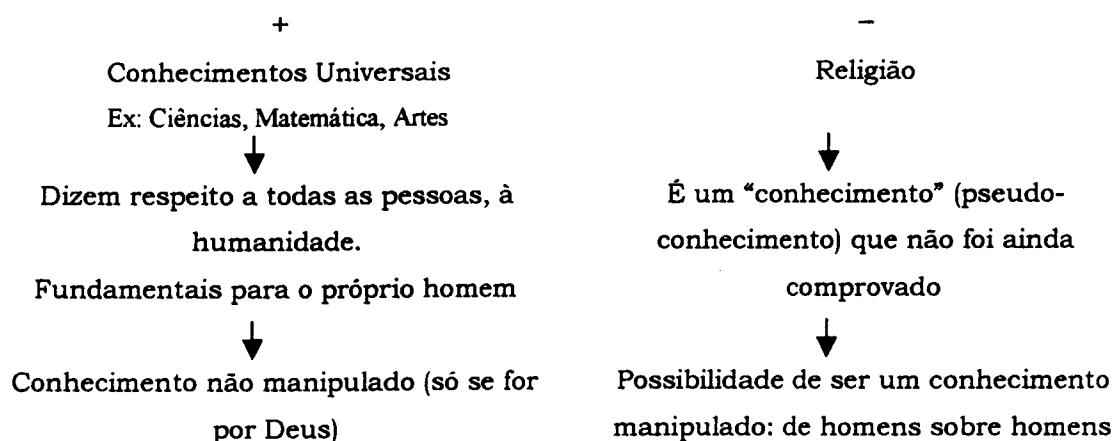 +
Conhecimentos Universais
Ex: Ciências, Matemática, Artes
Dizem respeito a todas as pessoas, à
humanidade.
Fundamentais para o próprio homem
Conhecimento não manipulado (só se for
por Deus)
–
Religião
É um “conhecimento” (pseudo-
conhecimento) que não foi ainda
comprovado
Possibilidade de ser um conhecimento
manipulado: de homens sobre homens